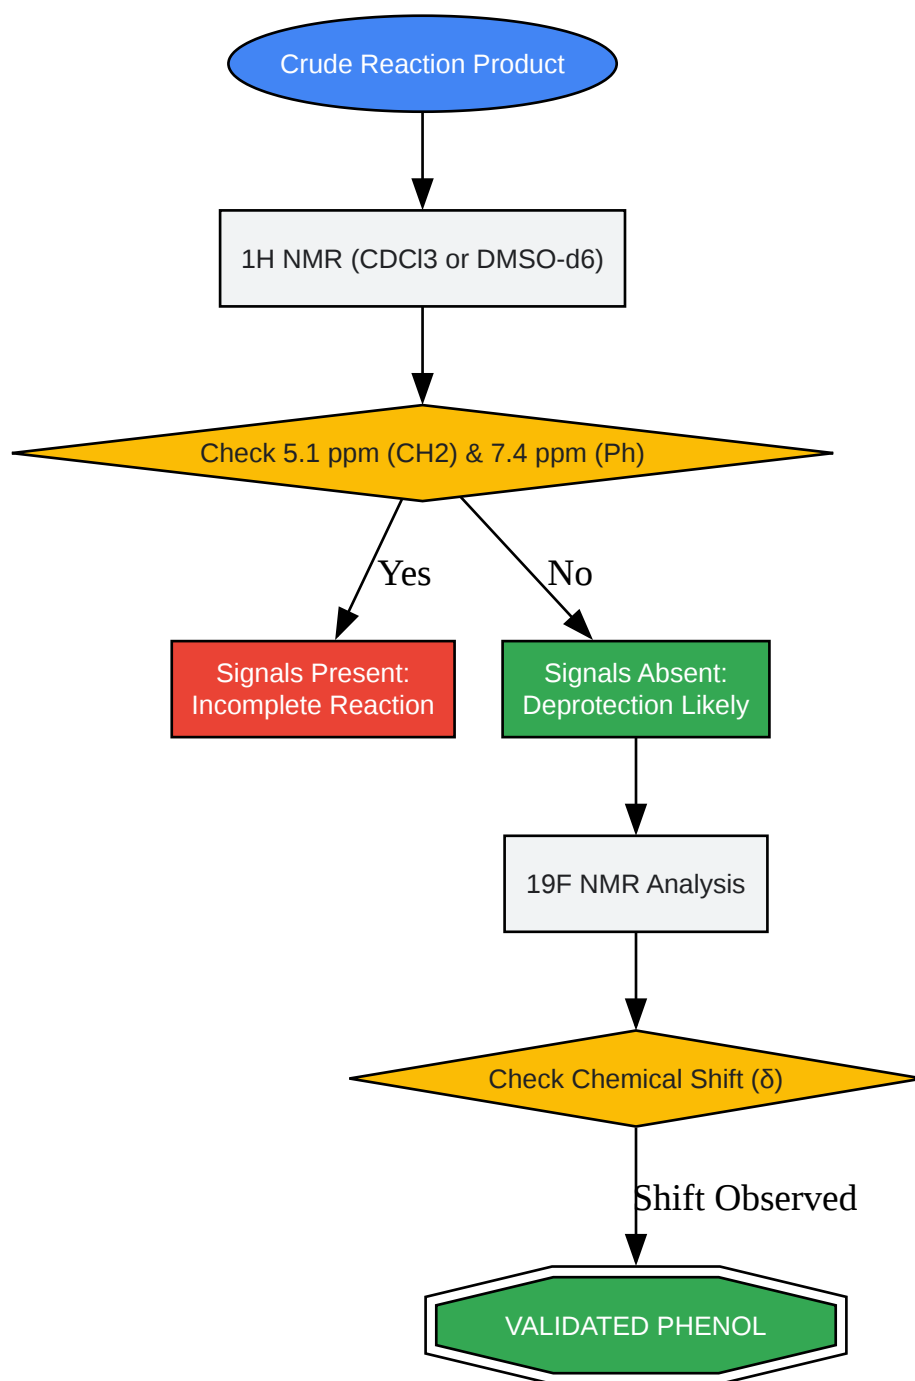 Crude Reaction Product
1H NMR (CDCl3 or DMSO-d6)
Check 5.1 ppm (CH2) & 7.4 ppm (Ph)
Yes
No
Signals Present:
Incomplete Reaction
Signals Absent:
Deprotection Likely
19F NMR Analysis
Check Chemical Shift (δ)
Shift Observed
VALIDATED PHENOL